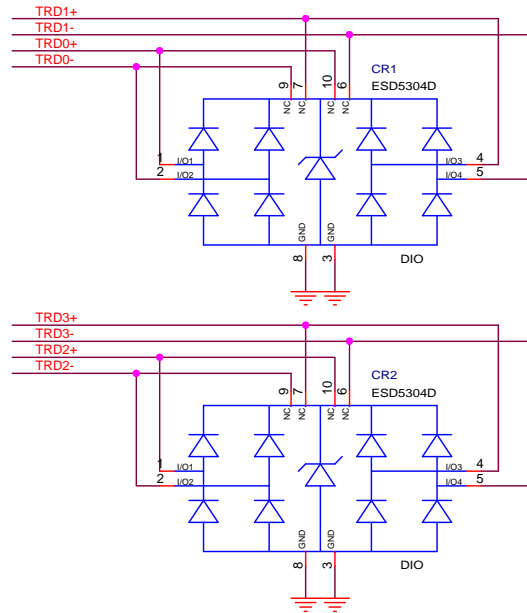 TRD1+
TRD1-
TRD0+
TRD0-
CR1
ESD5304D
9 7 10 6
NC NC NC NC
1 I/O1 I/O3 4
2 I/O2 I/O4 5
GND GND
8 3
DIO
TRD3+
TRD3-
TRD2+
TRD2-
CR2
ESD5304D
9 7 10 6
NC NC NC NC
1 I/O1 I/O3 4
2 I/O2 I/O4 5
GND GND
8 3
DIO